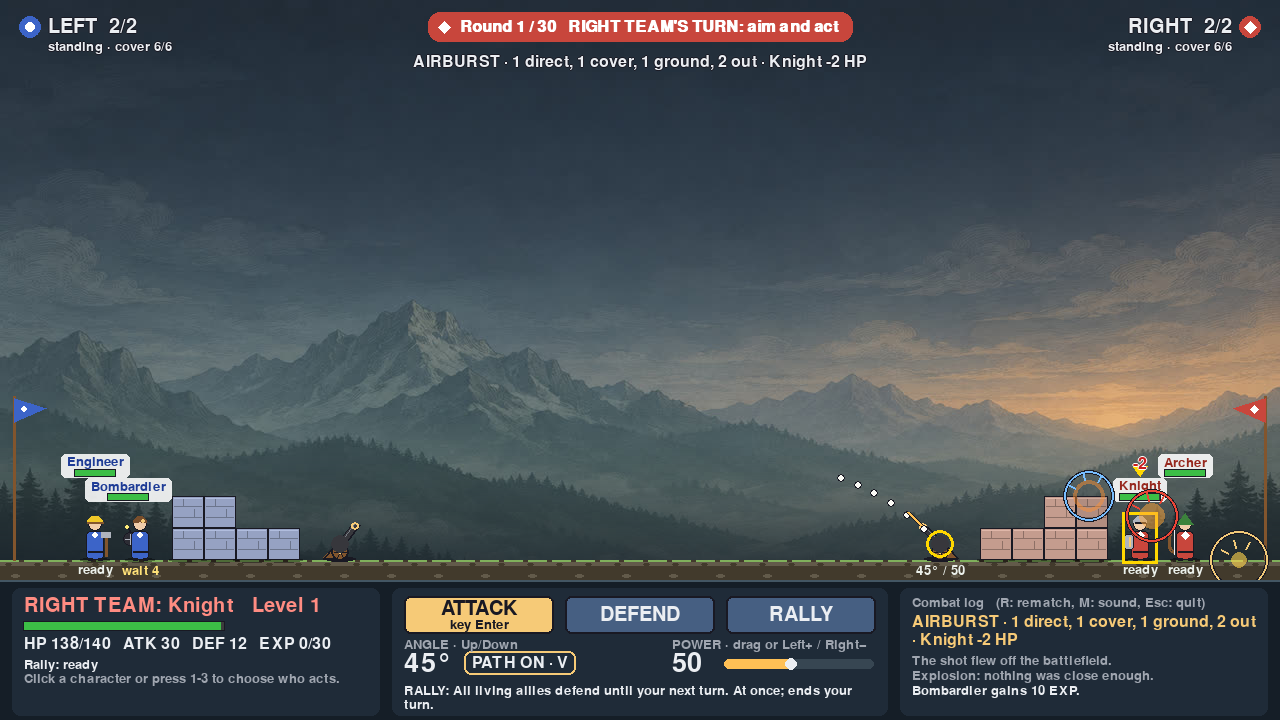 LEFT 2/2
standing · cover 6/6
Round 1 / 30 RIGHT TEAM'S TURN: aim and act
AIRBURST · 1 direct, 1 cover, 1 ground, 2 out · Knight -2 HP
RIGHT 2/2
standing · cover 6/6
Engineer
Bombardier
ready wait 4
-2
Archer
Knight
45° / 50
ready ready
RIGHT TEAM: Knight Level 1
HP 138/140 ATK 30 DEF 12 EXP 0/30
Rally: ready
Click a character or press 1-3 to choose who acts.
ATTACK
key Enter
DEFEND
RALLY
ANGLE · Up/Down
45° PATH ON · V
POWER · drag or Left+ / Right–
50
RALLY: All living allies defend until your next turn. At once; ends your
turn.
Combat log (R: rematch, M: sound, Esc: quit)
AIRBURST · 1 direct, 1 cover, 1 ground, 2 out
· Knight -2 HP
The shot flew off the battlefield.
Explosion: nothing was close enough.
Bombardier gains 10 EXP.